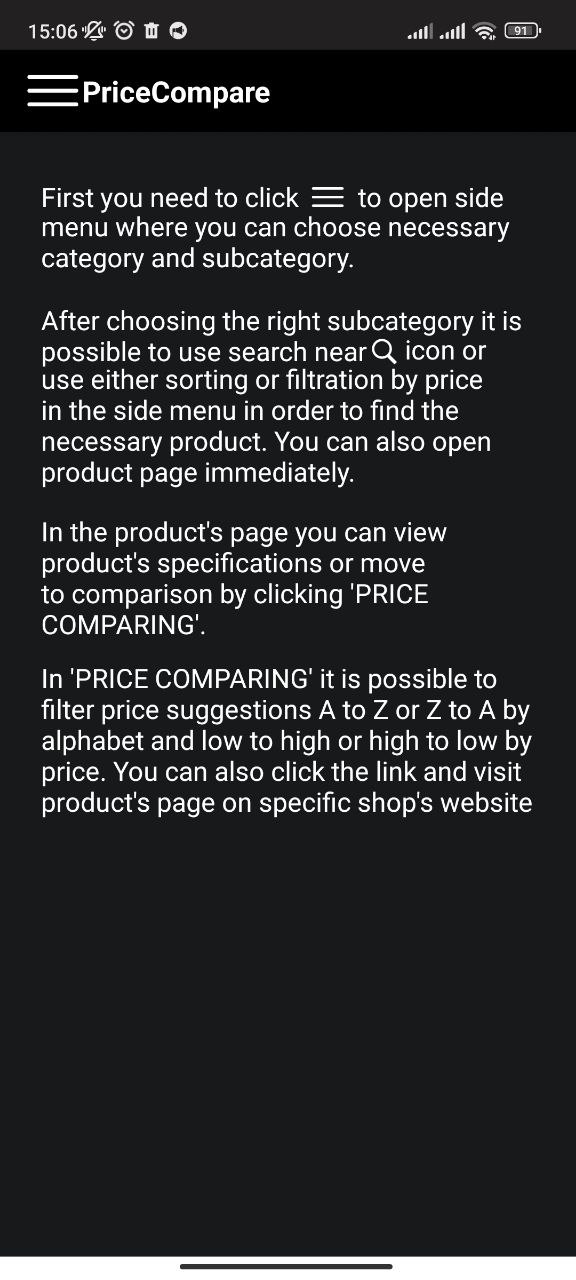 15:06
91
PriceCompare
First you need to click to open side
menu where you can choose necessary
category and subcategory.
After choosing the right subcategory it is
possible to use search near icon or
use either sorting or filtration by price
in the side menu in order to find the
necessary product. You can also open
product page immediately.
In the product's page you can view
product's specifications or move
to comparison by clicking 'PRICE
COMPARING'.
In 'PRICE COMPARING' it is possible to
filter price suggestions A to Z or Z to A by
alphabet and low to high or high to low by
price. You can also click the link and visit
product's page on specific shop's website